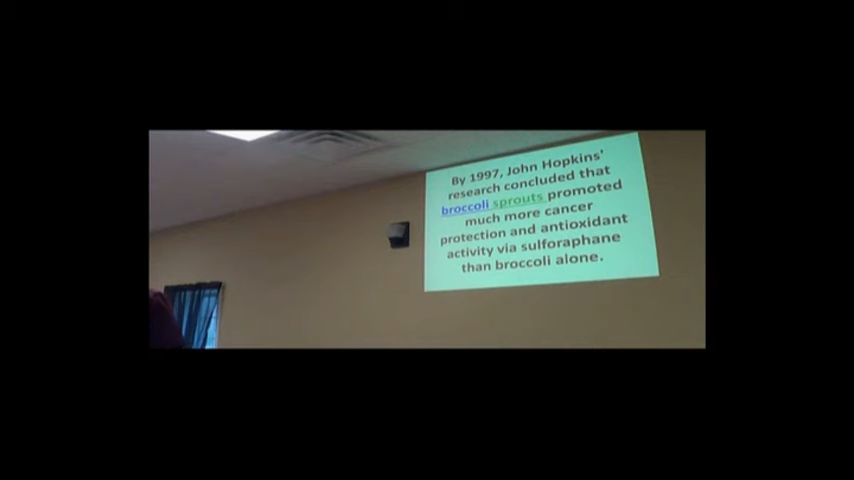 By 1997, John Hopkins'
research concluded that
broccoli sprouts promoted
much more cancer
protection and antioxidant
activity via sulforaphane
than broccoli alone.